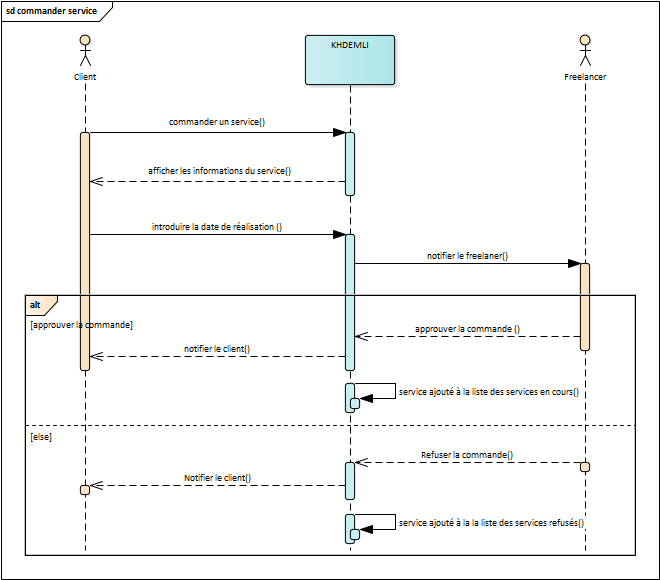 sd commander service
KHDEMLI
Client
Freelancer
commander un service()
afficher les informations du service()
introduire la date de réalisation ()
notifier le freelaner()
alt
[approuver la commande]
approuver la commande ()
notifier le client()
service ajouté à la liste des services en cours()
[else]
Refuser la commande()
Notifier le client()
service ajouté à la la liste des services refusés()